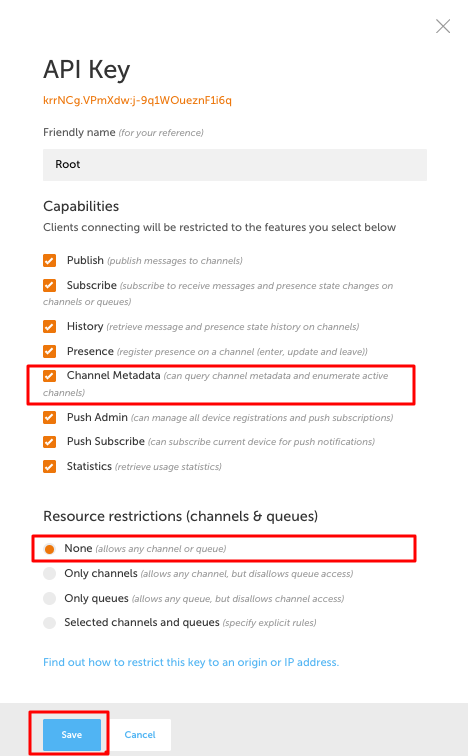 API Key
krrNCg.VPmXdw:j-9q1WOueznF1i6q
Friendly name (for your reference)
Root
Capabilities
Clients connecting will be restricted to the features you select below
Publish (publish messages to channels)
Subscribe (subscribe to receive messages and presence state changes on
channels or queues)
History (retrieve message and presence state history on channels)
Presence (register presence on a channel (enter, update and leave))
Channel Metadata (can query channel metadata and enumerate active
channels)
Push Admin (can manage all device registrations and push subscriptions)
Push Subscribe (can subscribe current device for push notifications)
Statistics (retrieve usage statistics)
Resource restrictions (channels & queues)
None (allows any channel or queue)
Only channels (allows any channel, but disallows queue access)
Only queues (allows any queue, but disallows channel access)
Selected channels and queues (specify explicit rules)
Find out how to restrict this key to an origin or IP address.
Save
Cancel